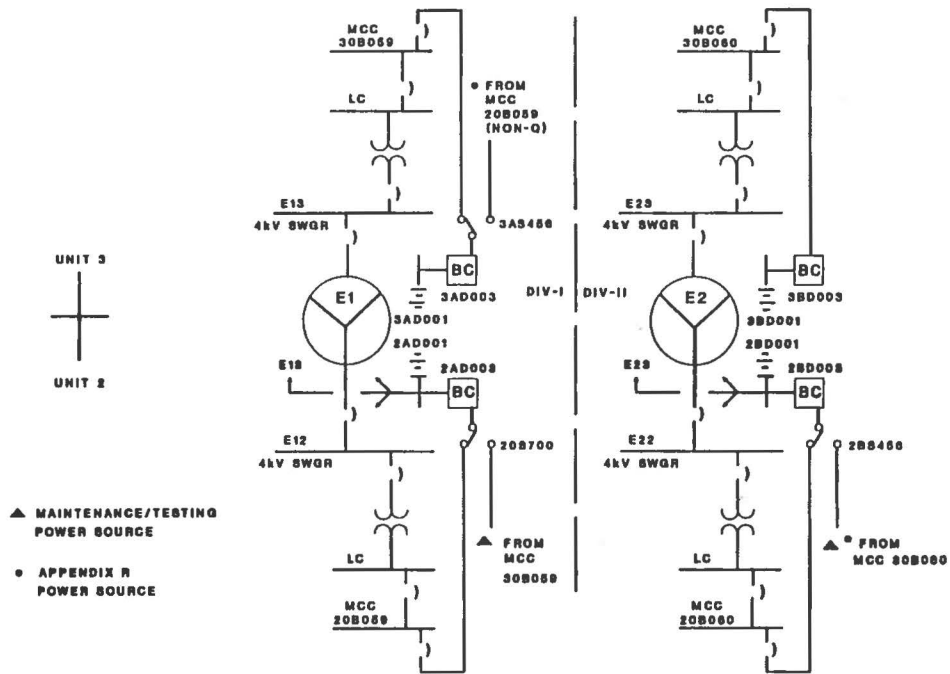 MCC
30B059
LC
E13
4kV SWGR
E1
• FROM
MCC
20B059
(NON-Q)
3AS456
BC
3AD003
3AD001
2AD001
2AD003
BC
E13
E12
4kV SWGR
20S700
LC
MCC
20B059
▲ FROM
MCC
30B059
DIV-I
DIV-II
MCC
30B060
LC
E23
4kV SWGR
E2
BC
3BD003
3BD001
2BD001
2BD003
BC
E23
E22
4kV SWGR
2BS456
LC
MCC
20B060
▲ • FROM
MCC 30B060
UNIT 3
UNIT 2
▲ MAINTENANCE/TESTING
POWER SOURCE
• APPENDIX R
POWER SOURCE